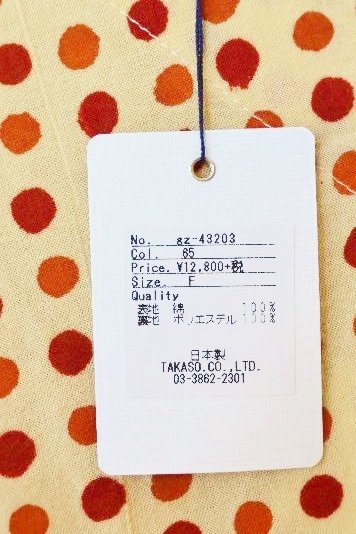 No. gz-43203
Col. 65
Price. ¥12,800+税
Size. F
Quality
表地 綿 100%
裏地 ポリエステル 100%
日本製
TAKASO.CO.,LTD.
03-3862-2301